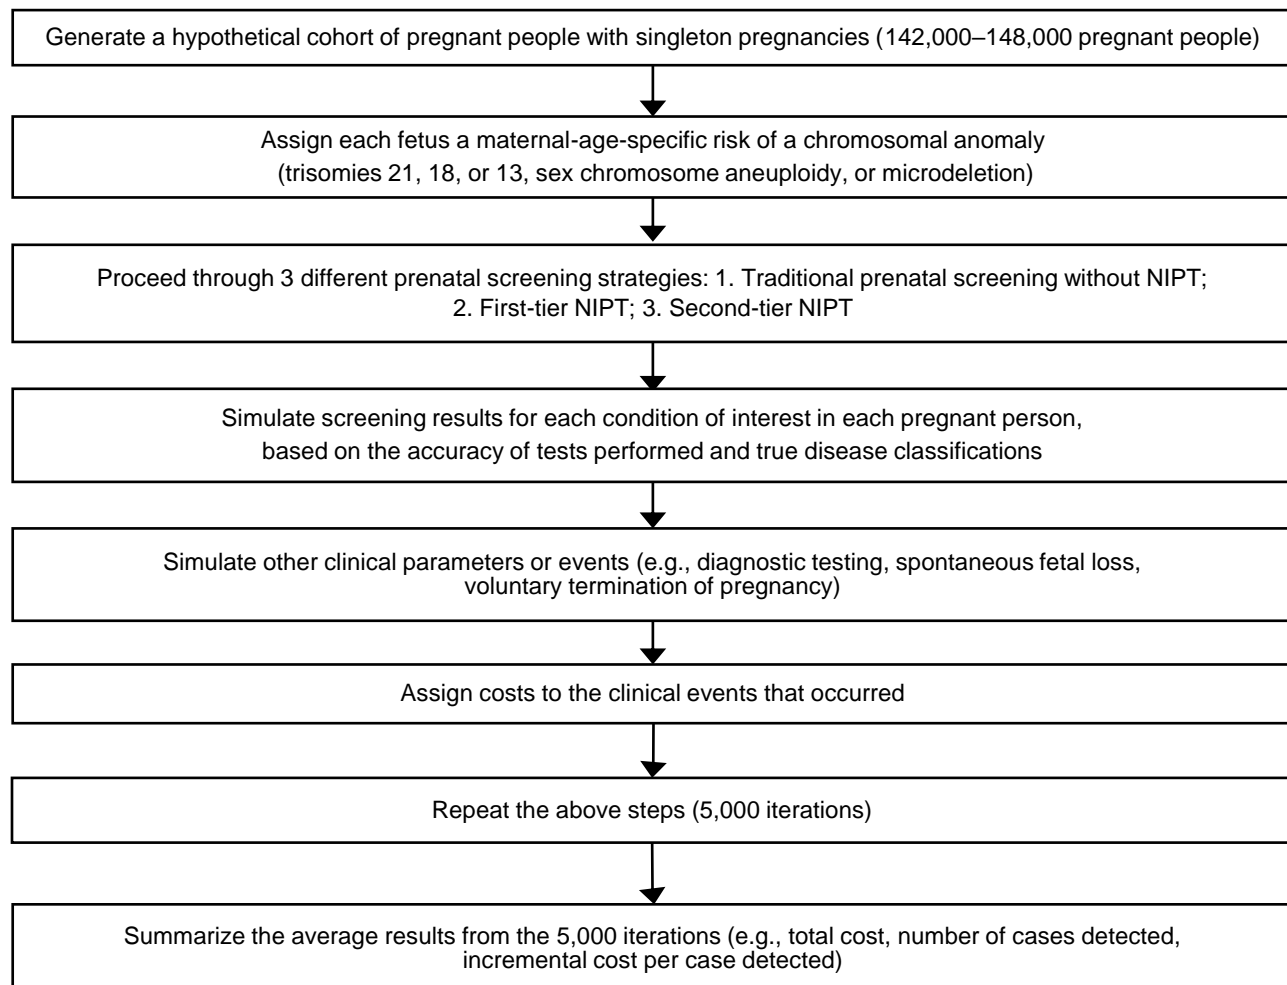 Generate a hypothetical cohort of pregnant people with singleton pregnancies (142,000–148,000 pregnant people)
Assign each fetus a maternal-age-specific risk of a chromosomal anomaly
(trisomies 21, 18, or 13, sex chromosome aneuploidy, or microdeletion)
Proceed through 3 different prenatal screening strategies: 1. Traditional prenatal screening without NIPT;
2. First-tier NIPT; 3. Second-tier NIPT
Simulate screening results for each condition of interest in each pregnant person,
based on the accuracy of tests performed and true disease classifications
Simulate other clinical parameters or events (e.g., diagnostic testing, spontaneous fetal loss,
voluntary termination of pregnancy)
Assign costs to the clinical events that occurred
Repeat the above steps (5,000 iterations)
Summarize the average results from the 5,000 iterations (e.g., total cost, number of cases detected,
incremental cost per case detected)